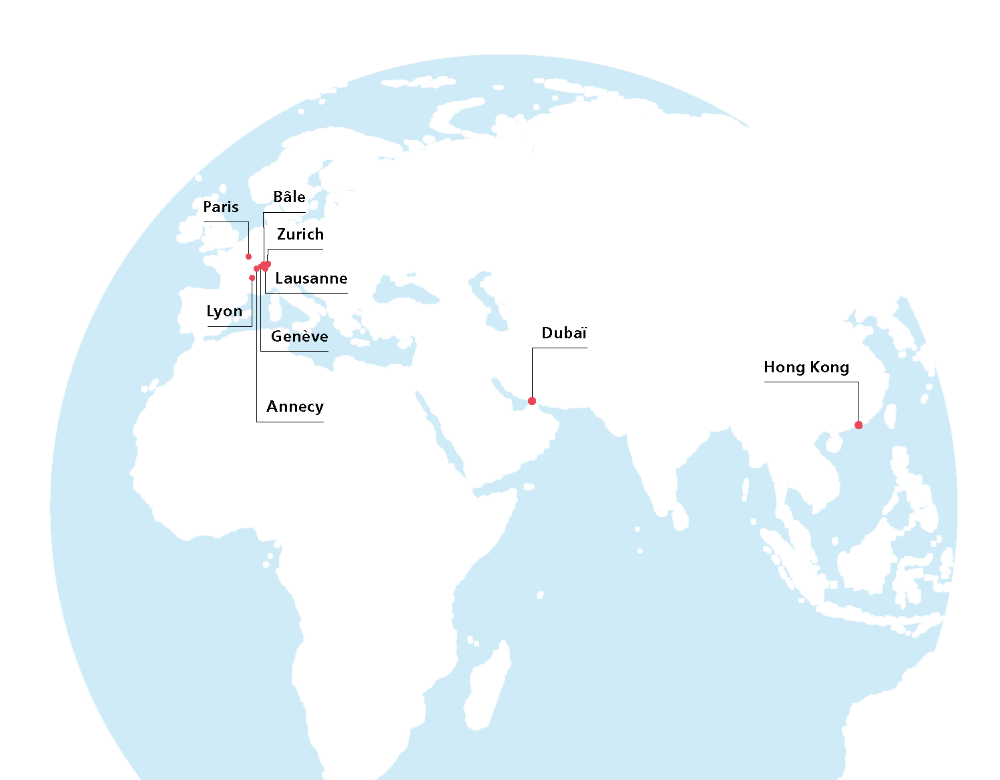 Bâle
Paris
Zurich
Lausanne
Lyon
Genève
Dubaï
Hong Kong
Annecy